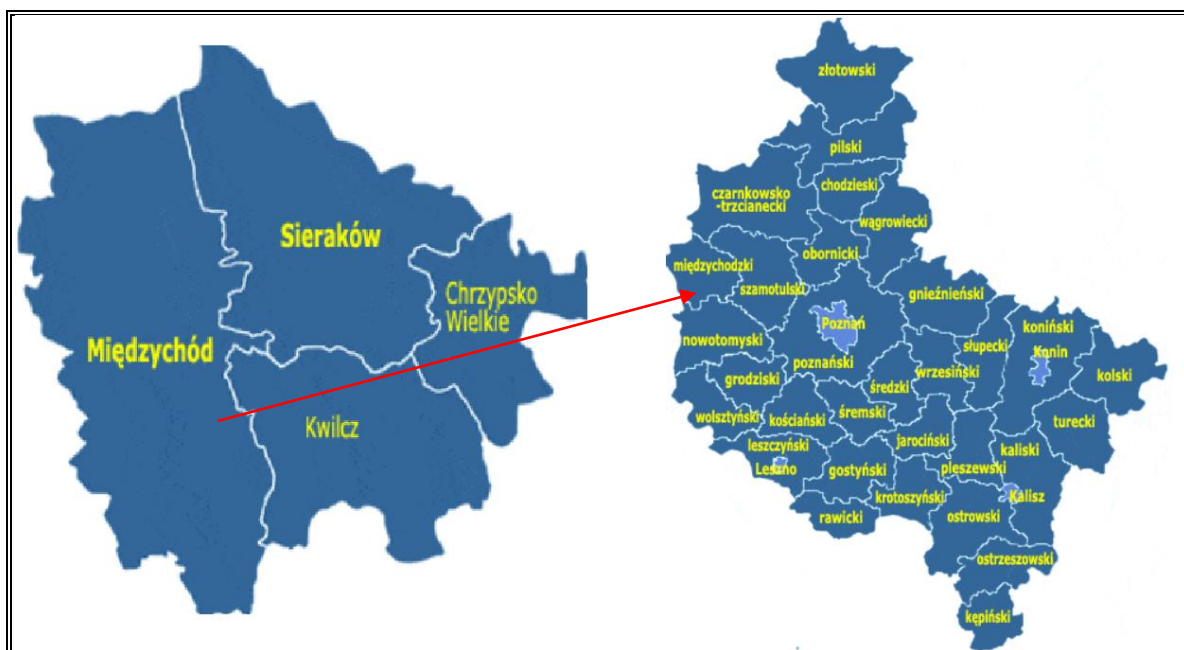 Sieraków
Chrzypsko
Wielkie
Międzychód
Kwilcz
złotowski
pilski
chodzieski
czarnkowsko
-trzcianecki
wągrowiecki
obornicki
międzychodzki
szamotulski
gnieźnieński
Poznań
koniński
nowotomyski
słupecki
Konin
poznański
wrzesiński
kolski
grodziski
średzki
wolsztyński
kościański
śremski
turecki
jarociński
leszczyński
kaliski
Leszno
gostyński
pleszewski
krotoszyński
Kalisz
rawicki
ostrowski
ostrzeszowski
kępiński